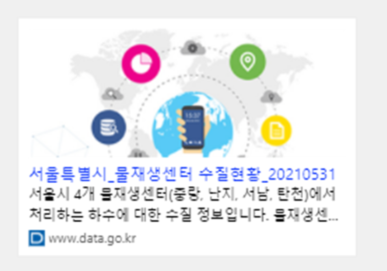 서울특별시_물재생센터 수질현황_20210531
서울시 4개 물재생센터(중랑, 난지, 서남, 탄천)에서
처리하는 하수에 대한 수질 정보입니다. 물재생센...
www.data.go.kr